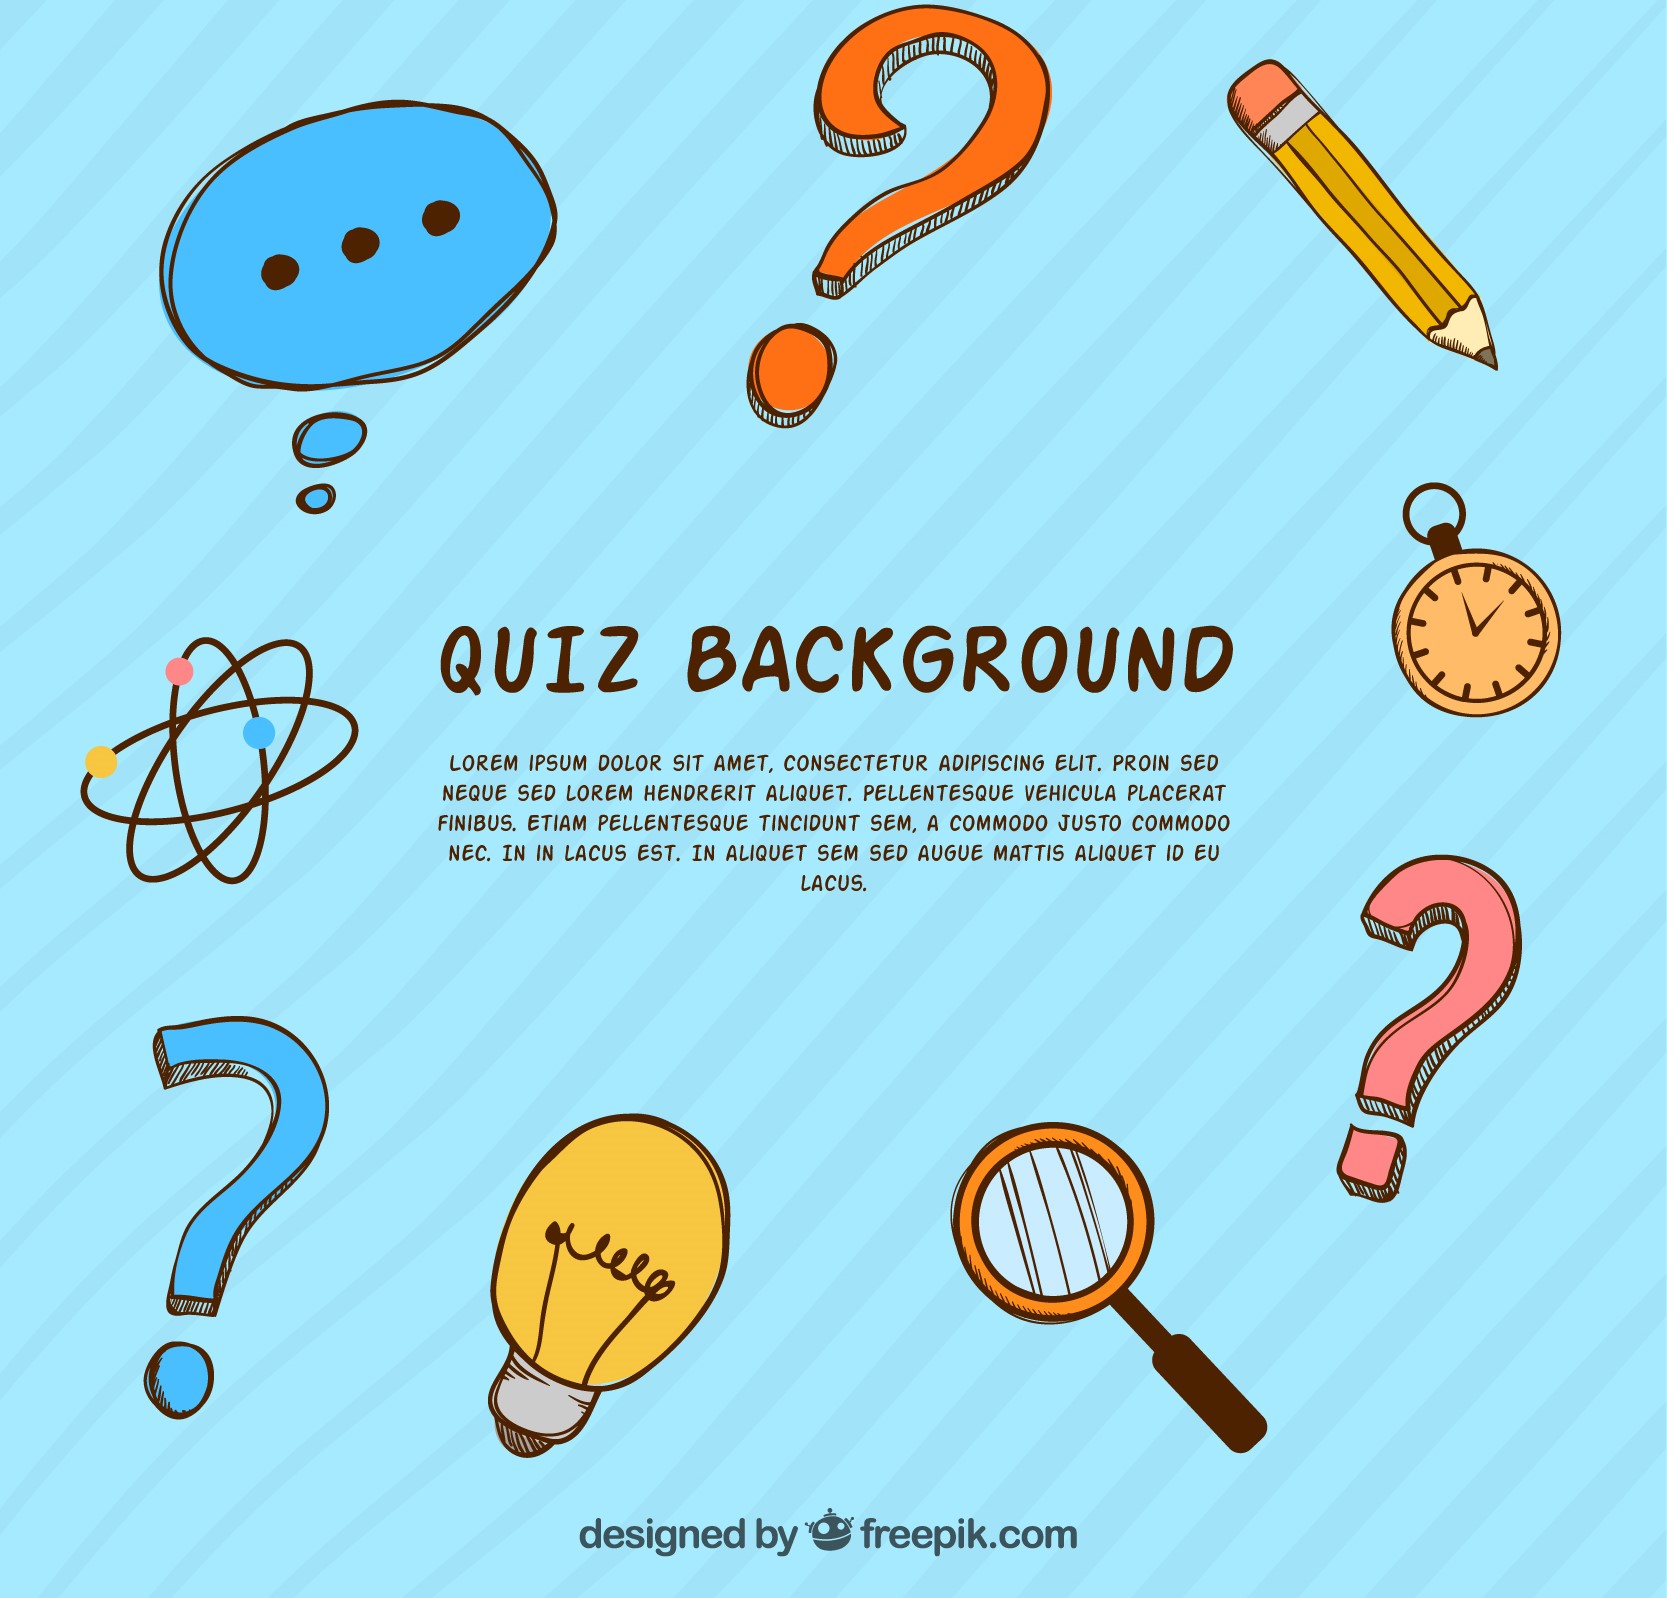 QUIZ BACKGROUND
LOREM IPSUM DOLOR SIT AMET, CONSECTETUR ADIPISCING ELIT. PROIN SED
NEQUE SED LOREM HENDRERIT ALIQUET. PELLENTESQUE VEHICULA PLACERAT
FINIBUS. ETIAM PELLENTESQUE TINCIDUNT SEM, A COMMODO JUSTO COMMODO
NEC. IN IN LACUS EST. IN ALIQUET SEM SED AUGUE MATTIS ALIQUET ID EU
LACUS.
designed by freepik.com